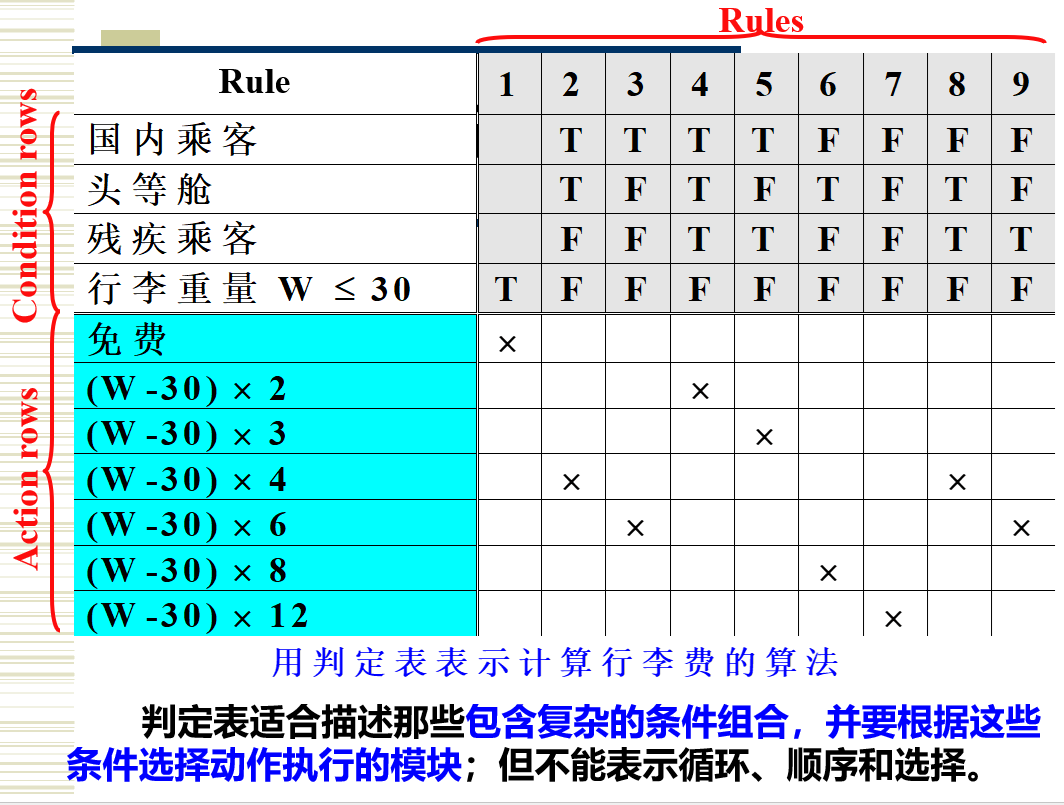 Rules
Rule 1 2 3 4 5 6 7 8 9
Condition rows
国内乘客 T T T T F F F F
头等舱 T F T F T F T F
残疾乘客 F F T T F F T T
行李重量 W ≤ 30 T F F F F F F F F
Action rows
免费 ×
(W-30) × 2 ×
(W-30) × 3 ×
(W-30) × 4 × ×
(W-30) × 6 × ×
(W-30) × 8 ×
(W-30) × 12 ×
用判定表表示计算行李费的算法
判定表适合描述那些包含复杂的条件组合，并要根据这些
条件选择动作执行的模块；但不能表示循环、顺序和选择。